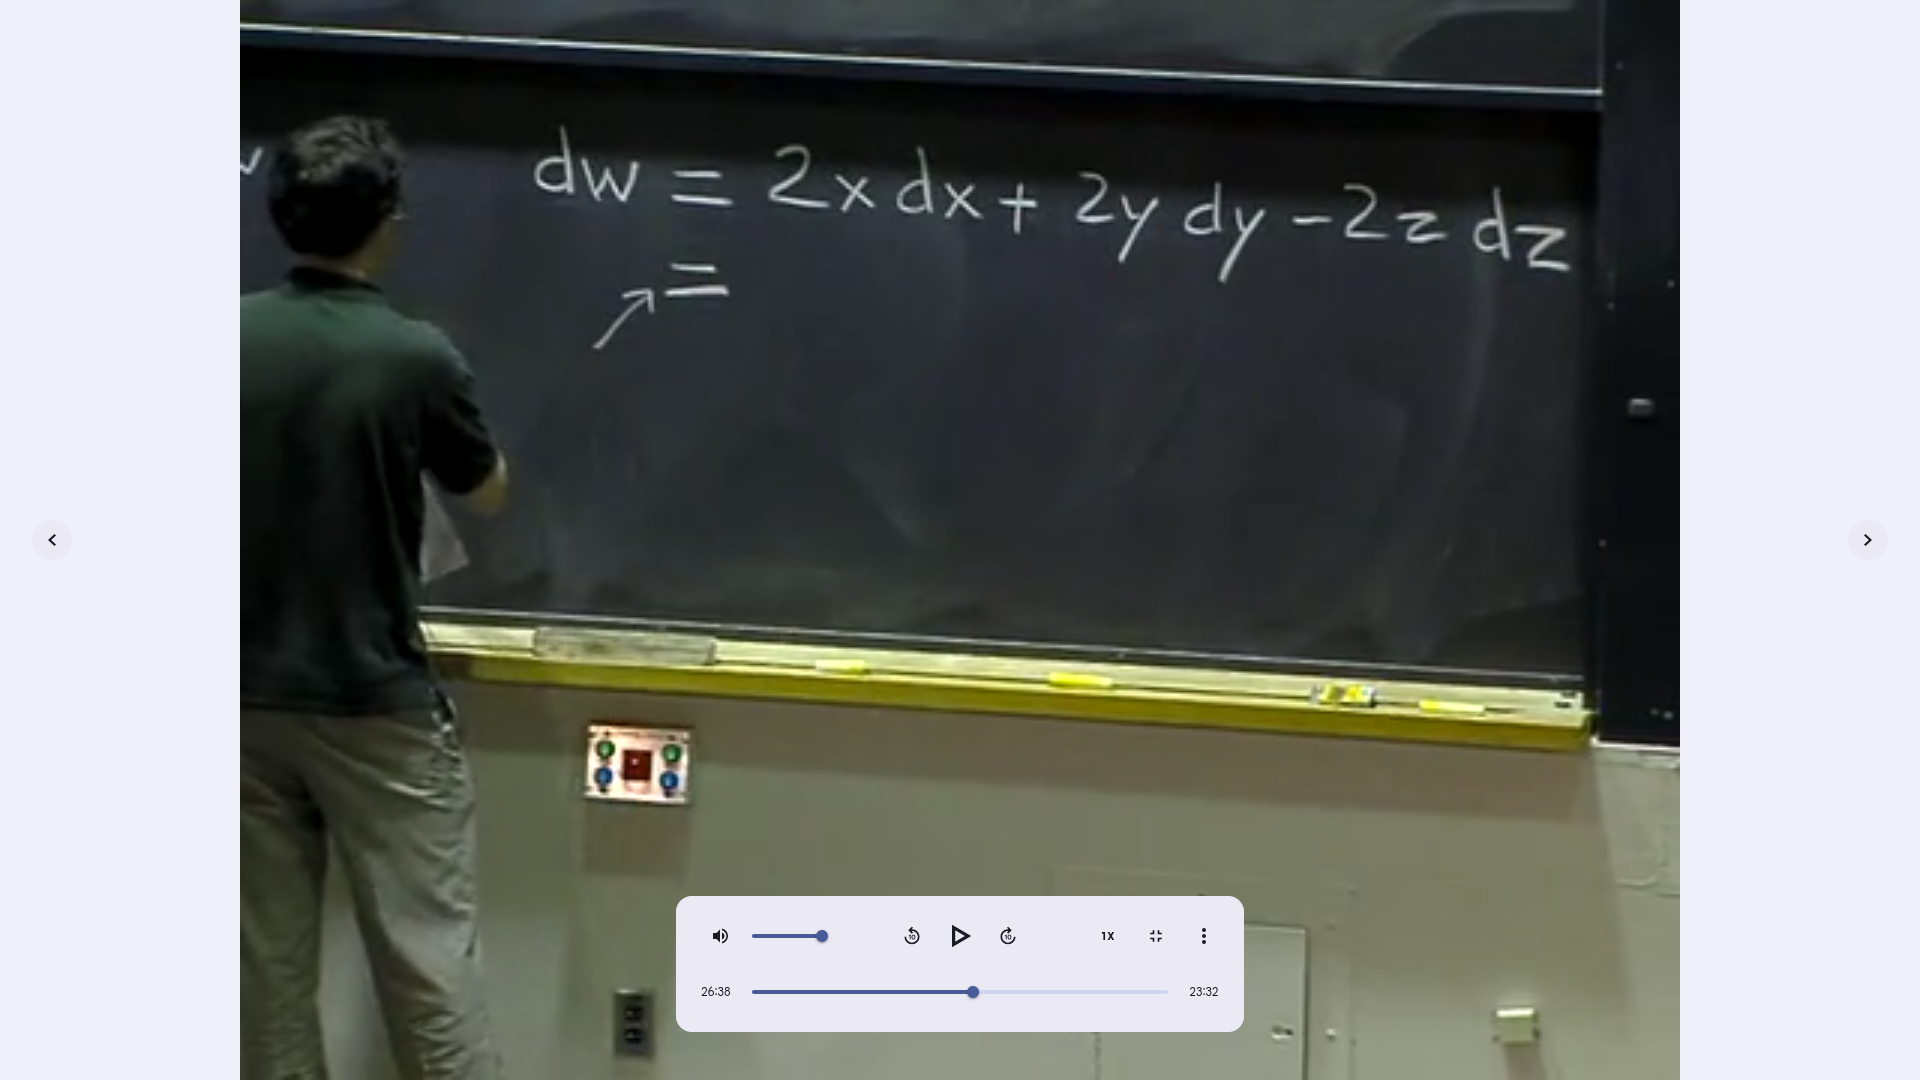 dw = 2x dx + 2y dy - 2z dz
=
1X
26:38
23:32